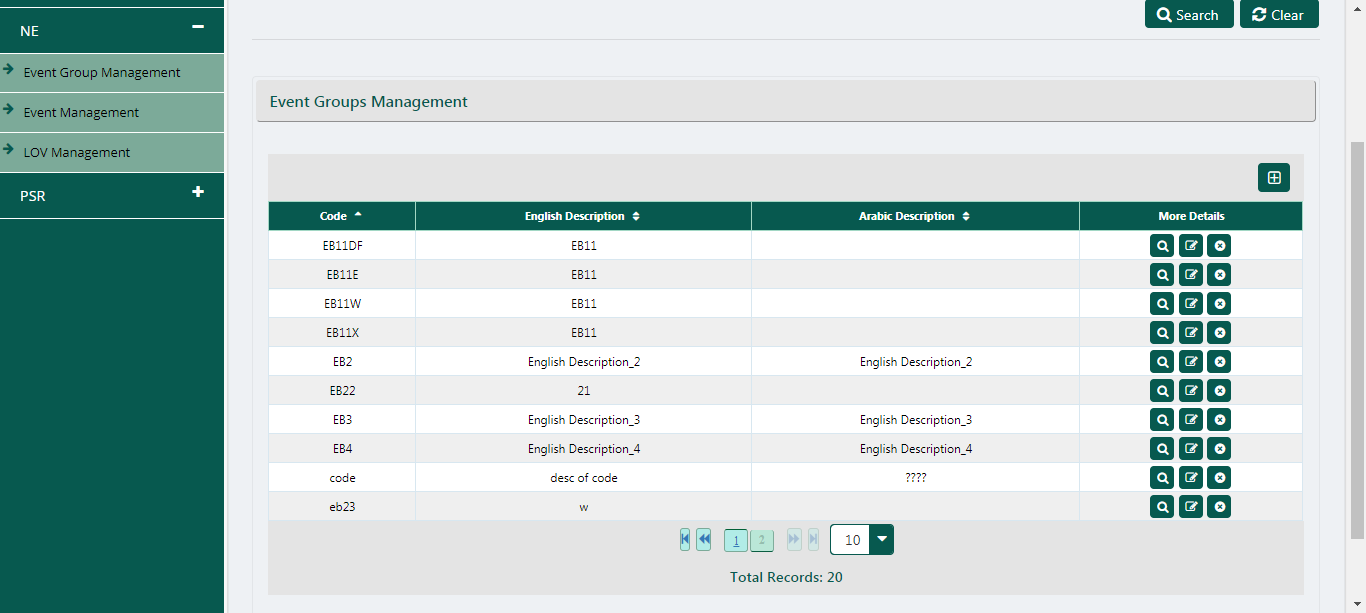 NE
Event Group Management
Event Management
LOV Management
PSR
Search Clear
Event Groups Management
Code English Description Arabic Description More Details
EB11DF EB11
EB11E EB11
EB11W EB11
EB11X EB11
EB2 English Description_2 English Description_2
EB22 21
EB3 English Description_3 English Description_3
EB4 English Description_4 English Description_4
code desc of code ????
eb23 w
1 2 10
Total Records: 20